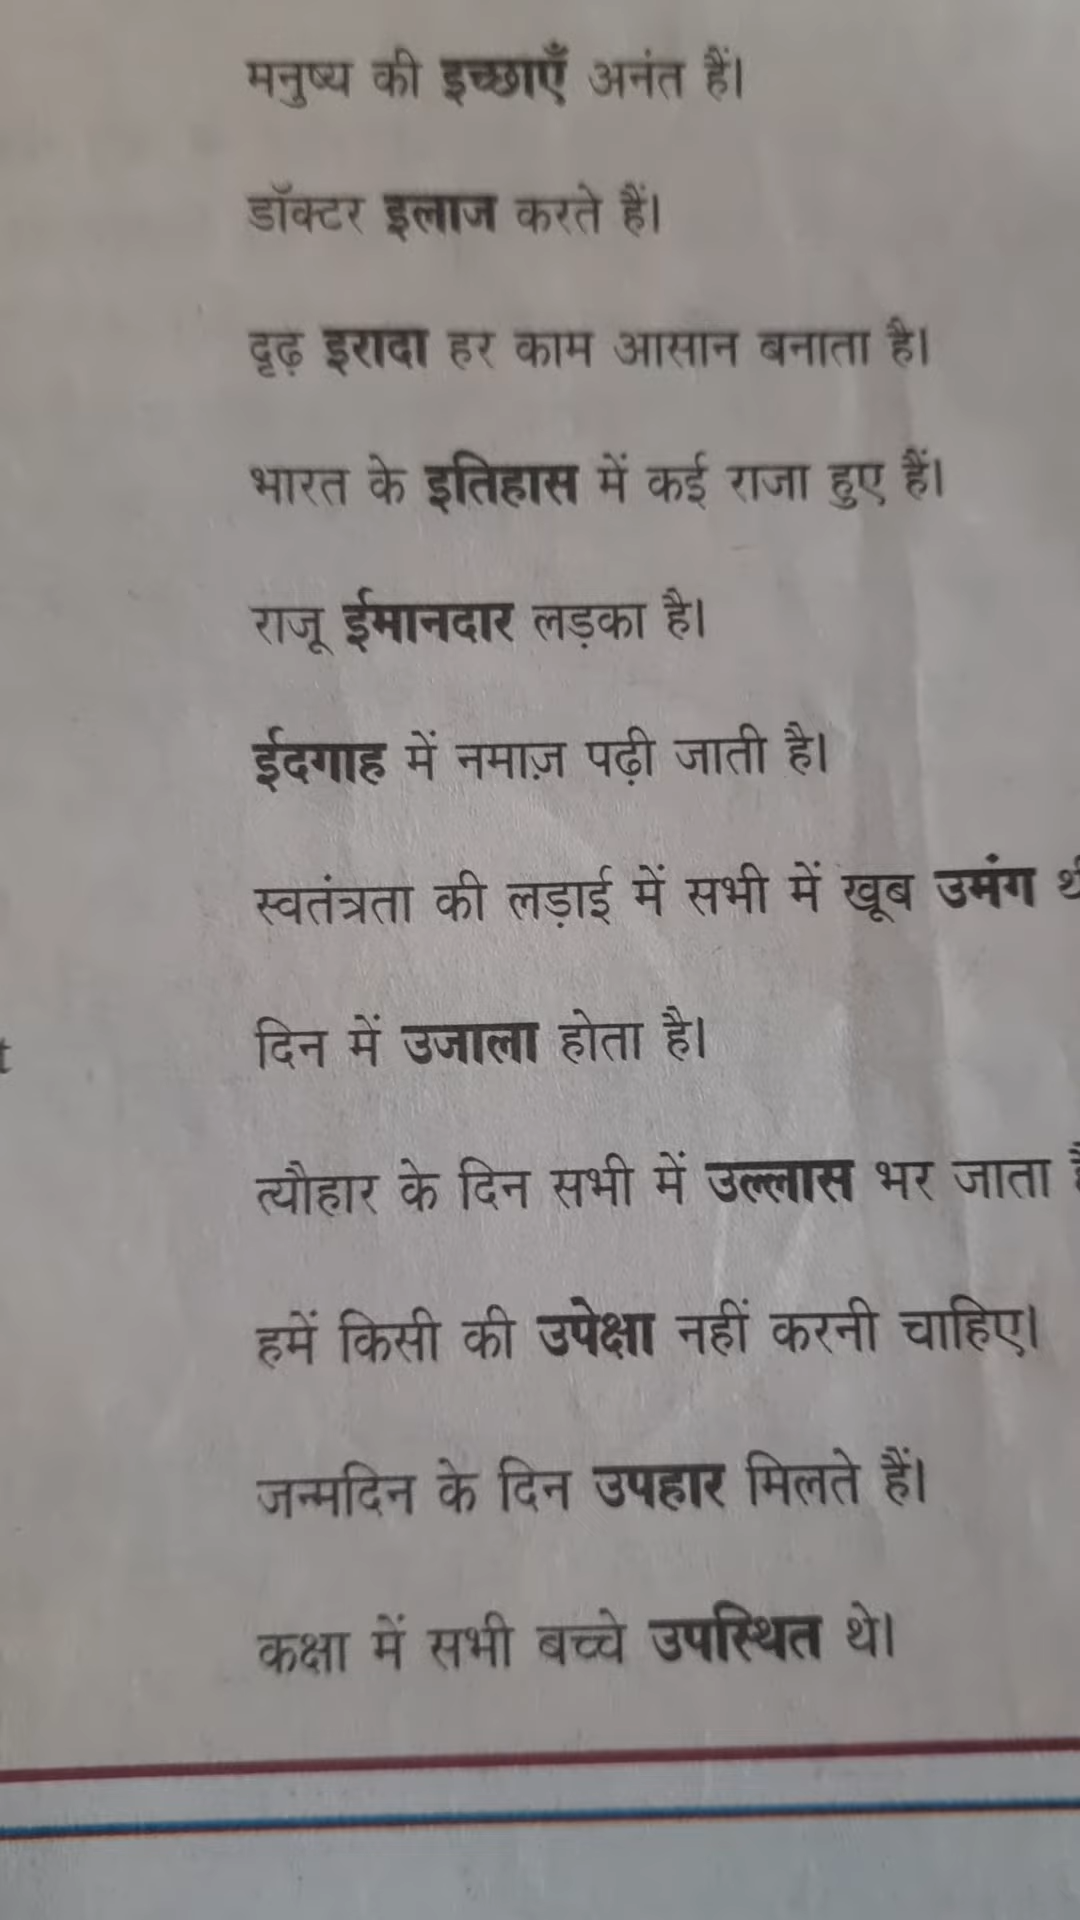 मनुष्य की इच्छाएँ अनंत हैं।
डॉक्टर इलाज करते हैं।
दृढ़ इरादा हर काम आसान बनाता है।
भारत के इतिहास में कई राजा हुए हैं।
राजू ईमानदार लड़का है।
ईदगाह में नमाज़ पढ़ी जाती है।
स्वतंत्रता की लड़ाई में सभी में खूब उमंग
दिन में उजाला होता है।
त्यौहार के दिन सभी में उल्लास भर जाता
हमें किसी की उपेक्षा नहीं करनी चाहिए।
जन्मदिन के दिन उपहार मिलते हैं।
कक्षा में सभी बच्चे उपस्थित थे।